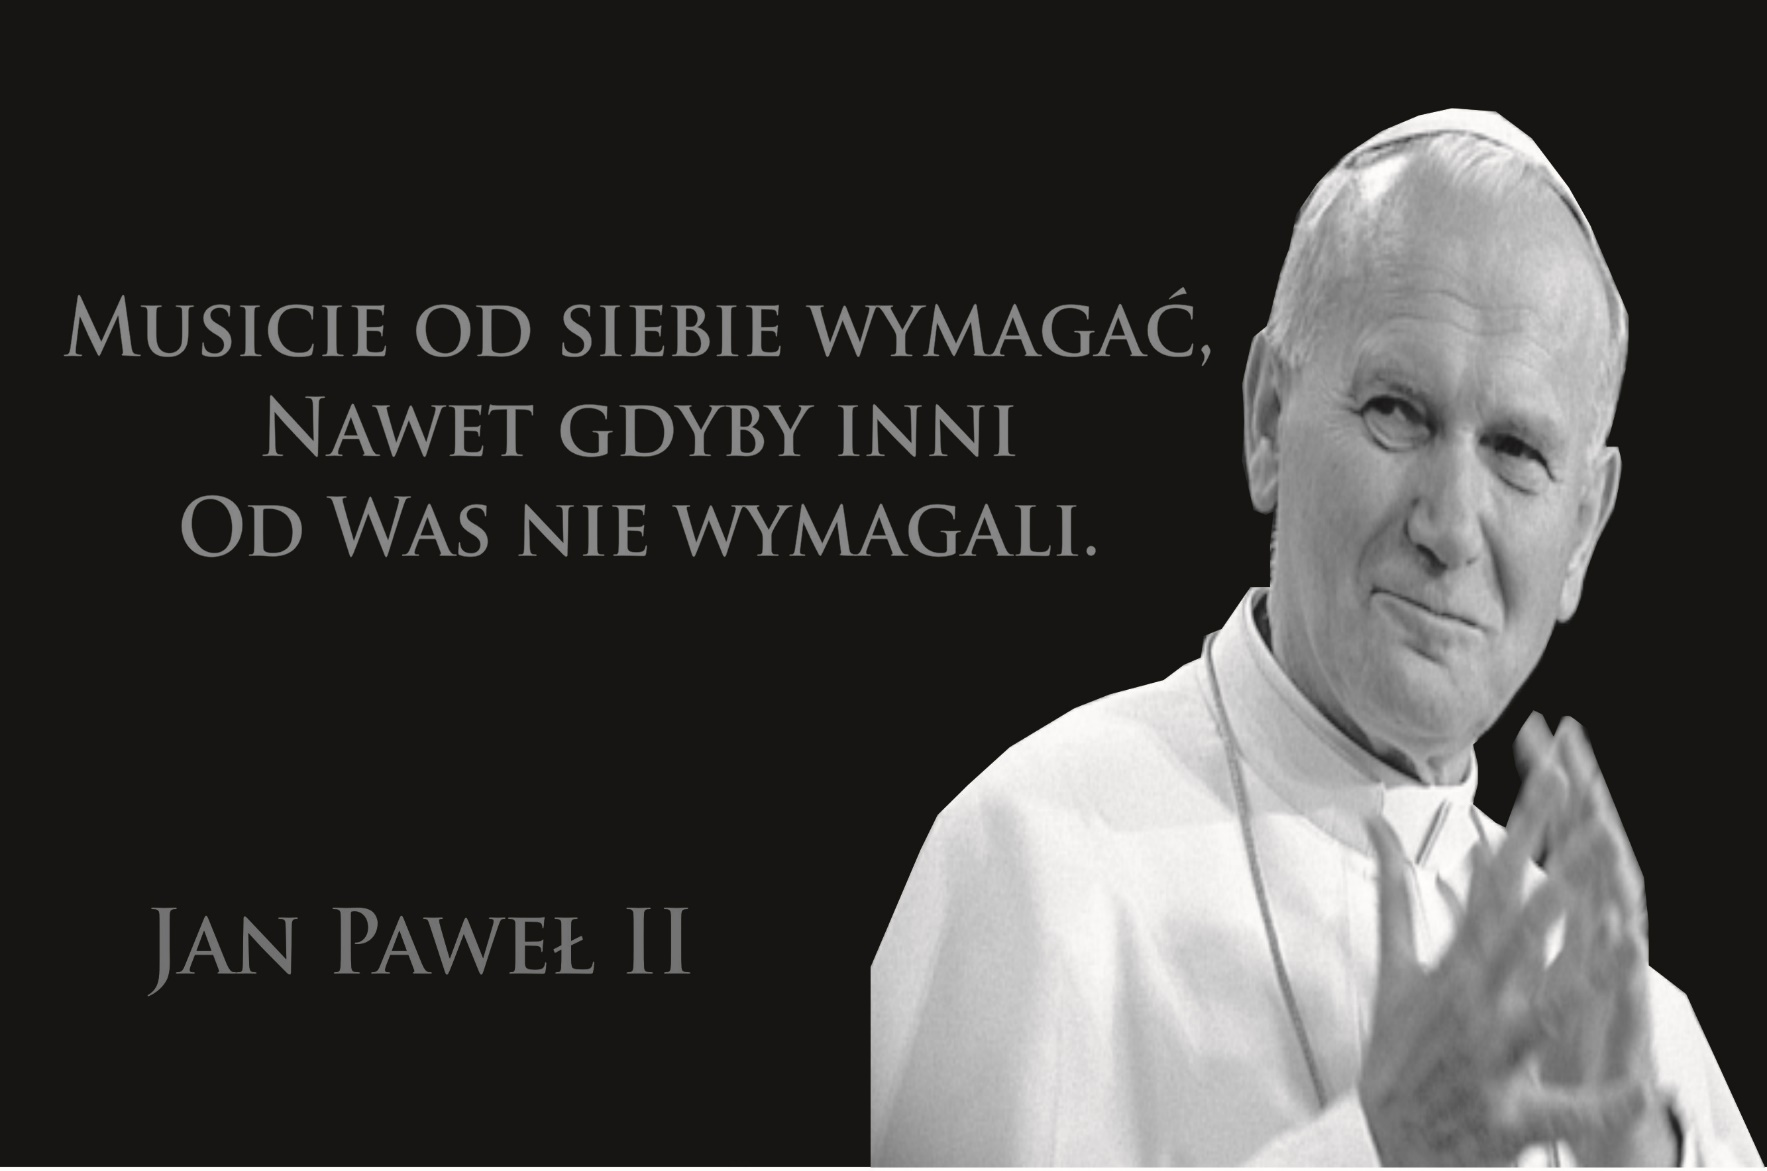 Musicie od siebie wymagać,
Nawet gdyby inni
Od Was nie wymagali.
Jan Paweł II